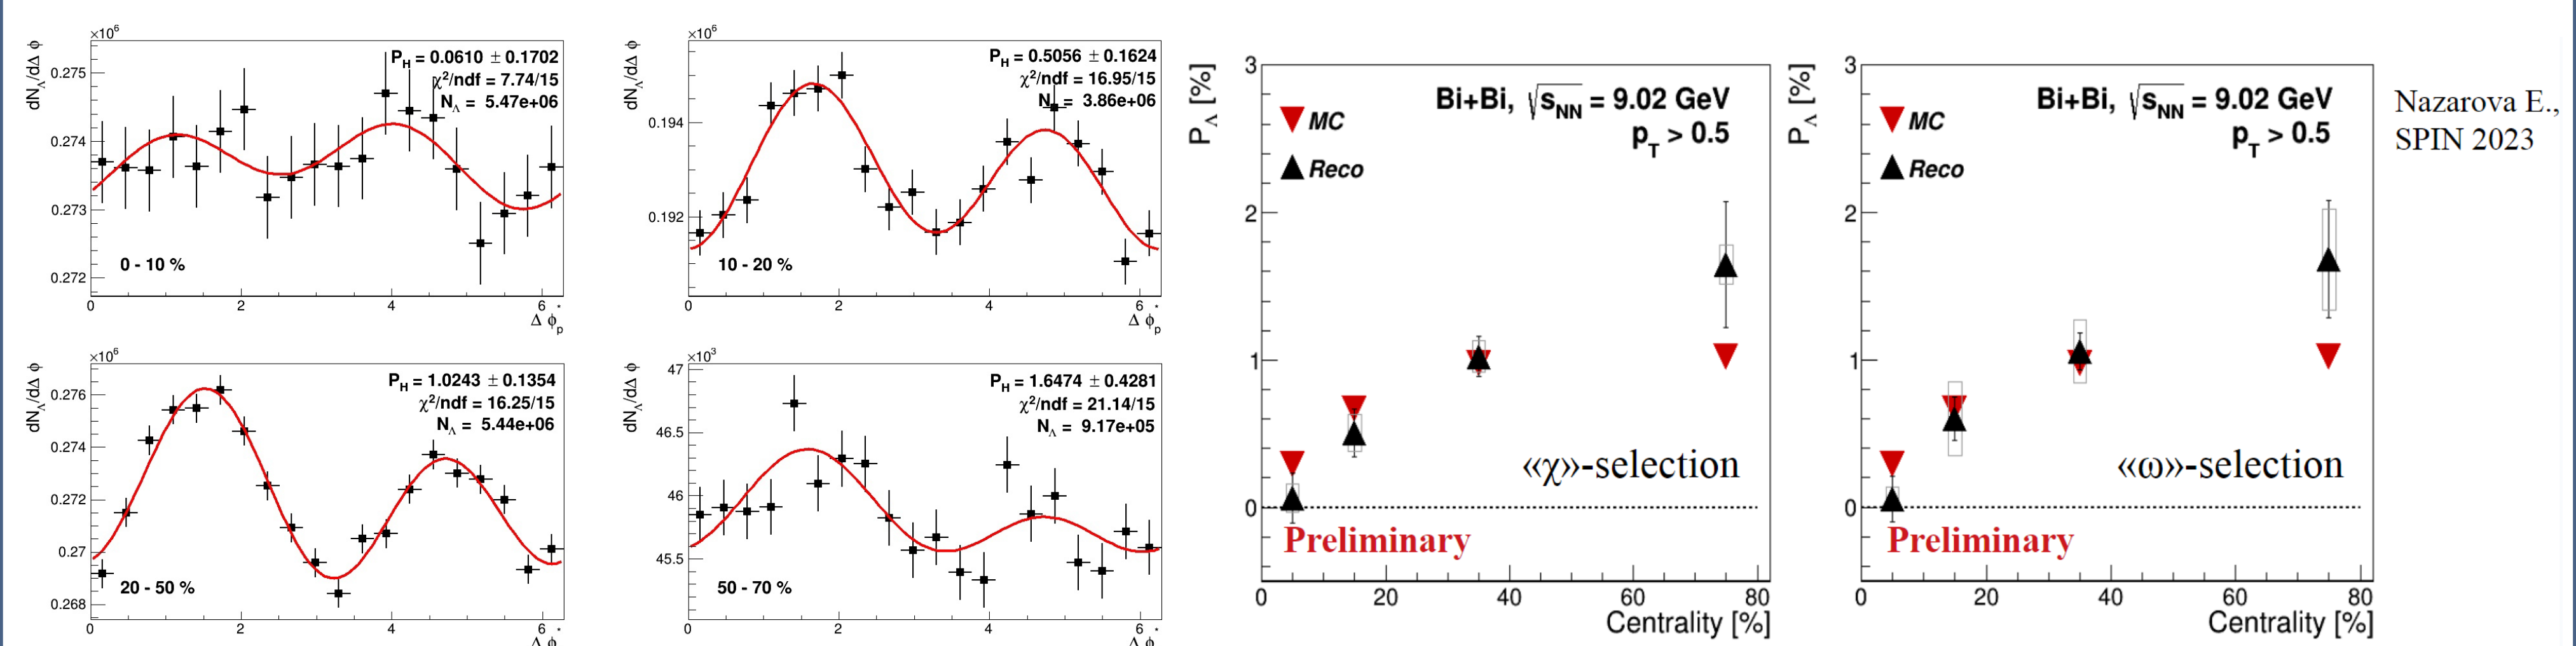 ×10⁶
dN_Λ/dΔ ϕ
P_H = 0.0610 ± 0.1702
χ²/ndf = 7.74/15
N_Λ = 5.47e+06
0.275
0.274
0.273
0.272
0 - 10 %
0 2 4 6
Δ ϕ*_p
×10⁶
dN_Λ/dΔ ϕ
P_H = 0.5056 ± 0.1624
χ²/ndf = 16.95/15
N_Λ = 3.86e+06
0.194
0.192
10 - 20 %
0 2 4 6
Δ ϕ*_p
×10⁶
dN_Λ/dΔ ϕ
P_H = 1.0243 ± 0.1354
χ²/ndf = 16.25/15
N_Λ = 5.44e+06
0.276
0.274
0.272
0.27
0.268
20 - 50 %
0 2 4 6
×10³
dN_Λ/dΔ ϕ
P_H = 1.6474 ± 0.4281
χ²/ndf = 21.14/15
N_Λ = 9.17e+05
47
46.5
46
45.5
50 - 70 %
0 2 4 6
P_Λ [%]
3
2
1
0
Bi+Bi, √s_NN = 9.02 GeV
p_T > 0.5
MC
Reco
«χ»-selection
Preliminary
0 20 40 60 80
Centrality [%]
P_Λ [%]
3
2
1
0
Bi+Bi, √s_NN = 9.02 GeV
p_T > 0.5
MC
Reco
«ω»-selection
Preliminary
0 20 40 60 80
Centrality [%]
Nazarova E.,
SPIN 2023